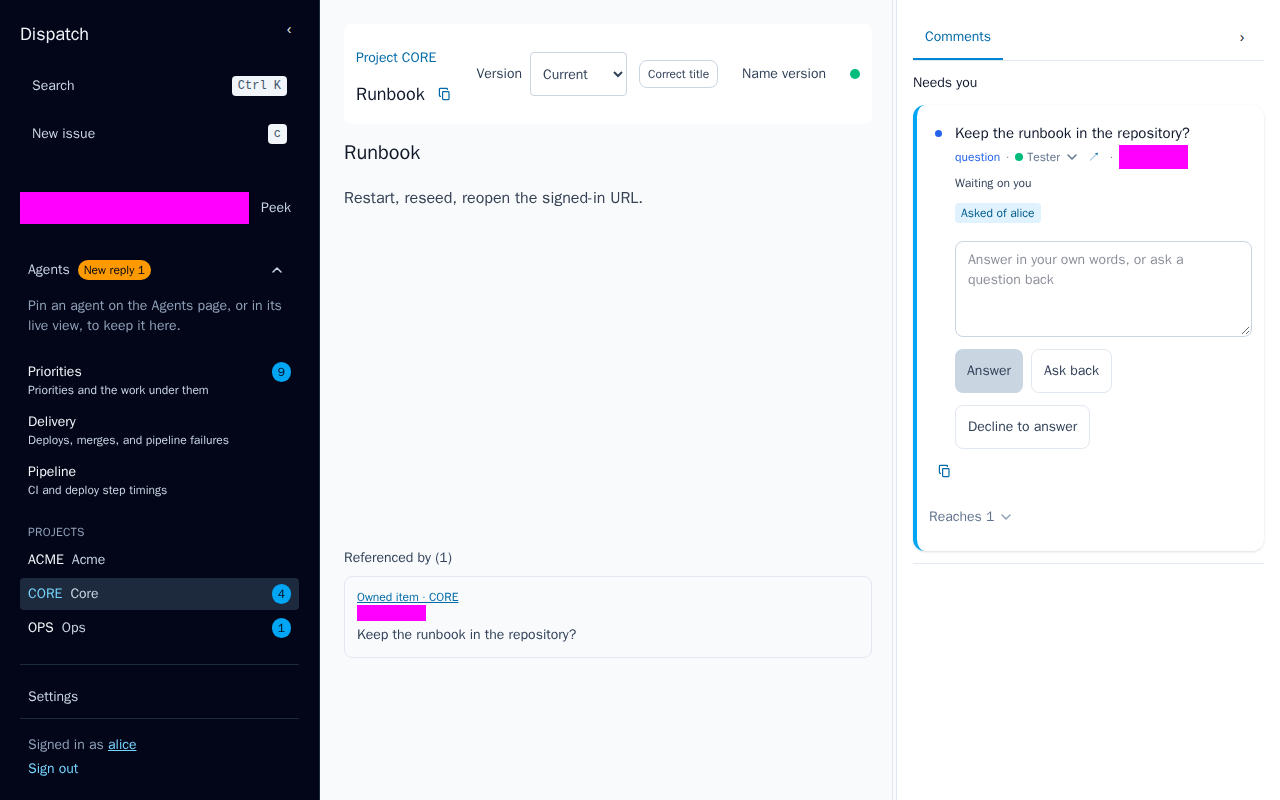 Dispatch
Search
Ctrl K
New issue
c
Peek
Agents
New reply 1
Pin an agent on the Agents page, or in its
live view, to keep it here.
Priorities
9
Priorities and the work under them
Delivery
Deploys, merges, and pipeline failures
Pipeline
CI and deploy step timings
PROJECTS
ACME Acme
CORE Core
4
OPS Ops
1
Settings
Signed in as alice
Sign out
Project CORE
Runbook
Version
Current
Correct title
Name version
Runbook
Restart, reseed, reopen the signed-in URL.
Referenced by (1)
Owned item · CORE
Keep the runbook in the repository?
Comments
Needs you
Keep the runbook in the repository?
question · Tester ·
Waiting on you
Asked of alice
Answer in your own words, or ask a
question back
Answer
Ask back
Decline to answer
Reaches 1